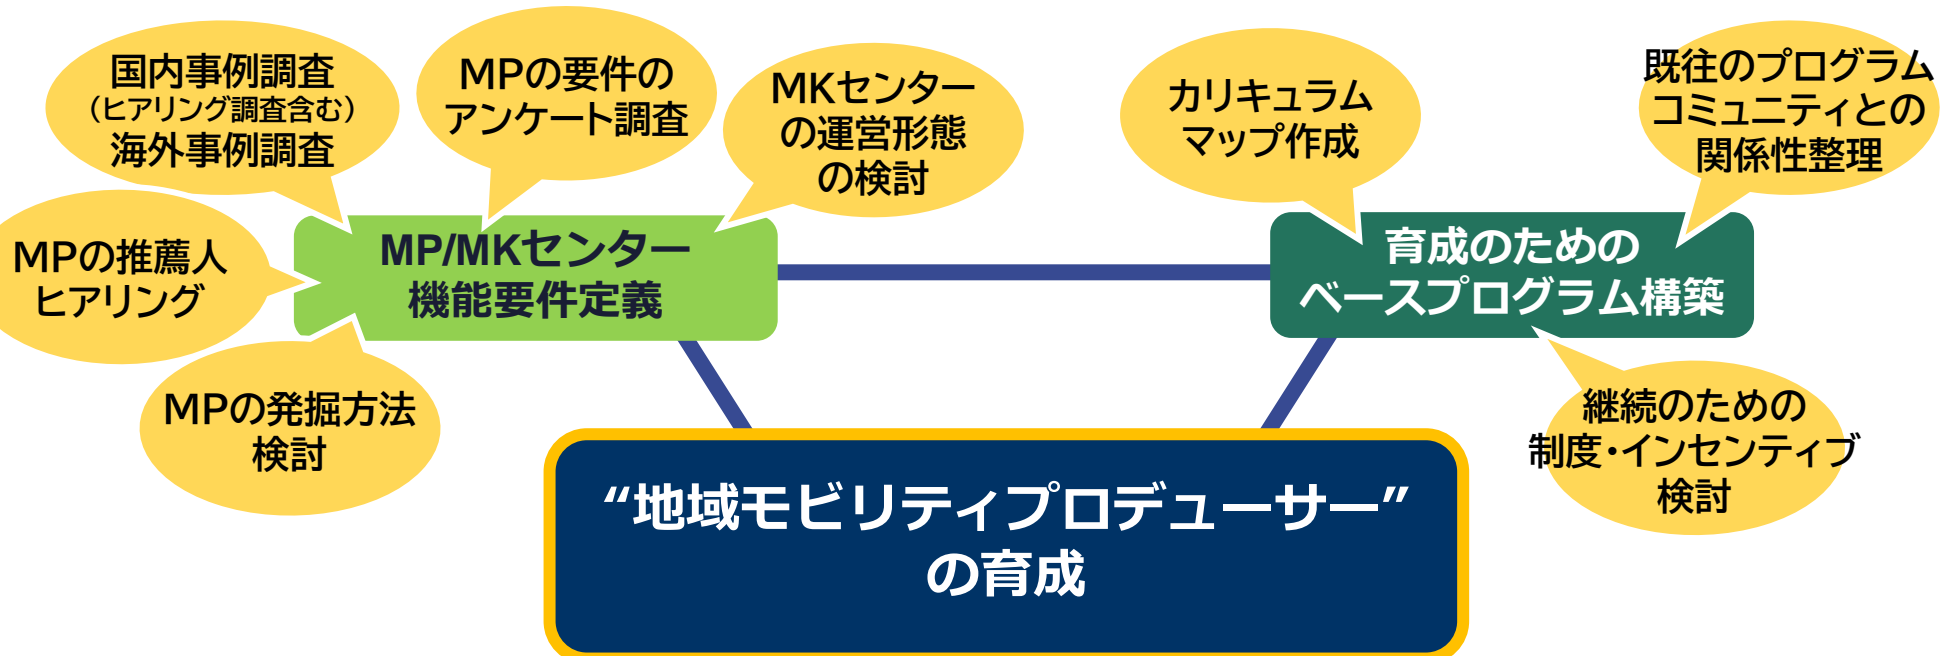 国内事例調査
（ヒアリング調査含む）
海外事例調査
MPの要件の
アンケート調査
MKセンター
の運営形態
の検討
カリキュラム
マップ作成
既往のプログラム
コミュニティとの
関係性整理
MPの推薦人
ヒアリング
MP/MKセンター
機能要件定義
育成のための
ベースプログラム構築
MPの発掘方法
検討
継続のための
制度・インセンティブ
検討
“地域モビリティプロデューサー”
の育成